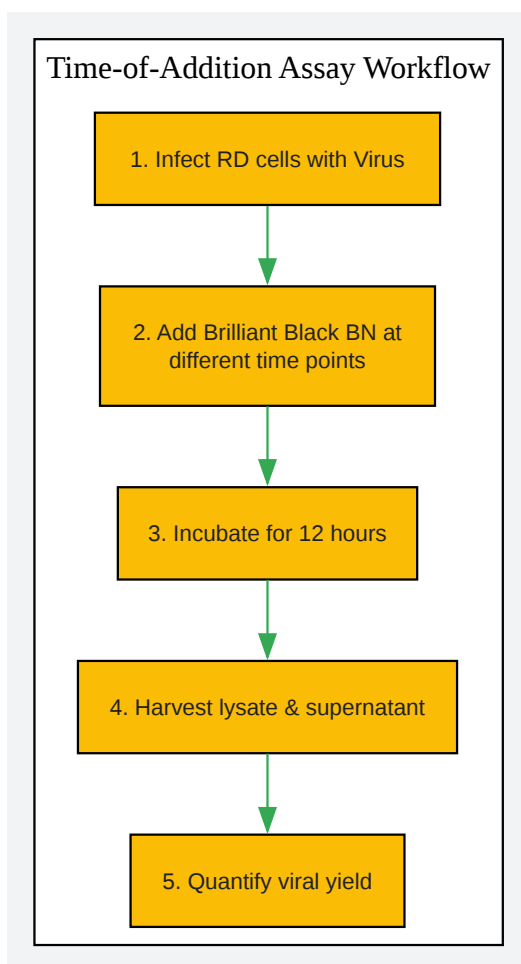 Time-of-Addition Assay Workflow
1. Infect RD cells with Virus
2. Add Brilliant Black BN at
different time points
3. Incubate for 12 hours
4. Harvest lysate & supernatant
5. Quantify viral yield